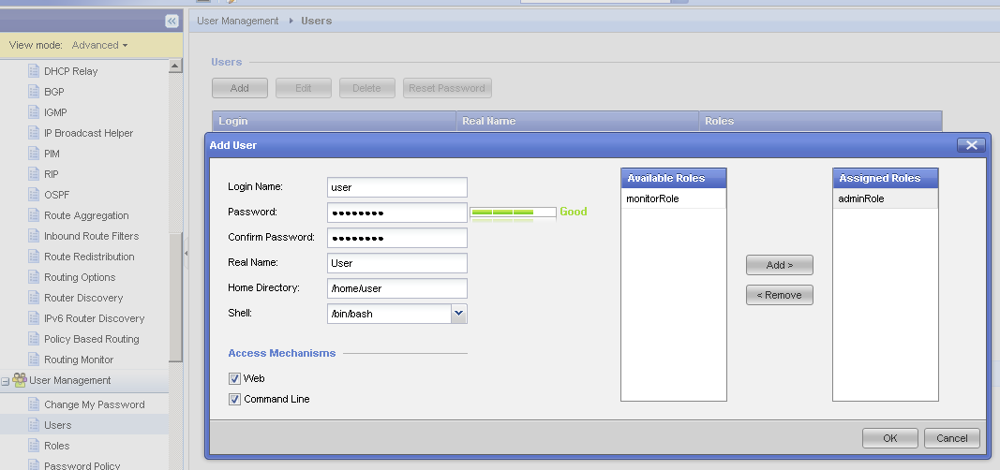 User Management ▸ Users
View mode: Advanced
DHCP Relay
BGP
IGMP
IP Broadcast Helper
PIM
RIP
OSPF
Route Aggregation
Inbound Route Filters
Route Redistribution
Routing Options
Router Discovery
IPv6 Router Discovery
Policy Based Routing
Routing Monitor
User Management
Change My Password
Users
Roles
Password Policy
Users
Add Edit Delete Reset Password
Login Real Name Roles
Add User
Login Name: user
Password: ●●●●●●●● Good
Confirm Password: ●●●●●●●●
Real Name: User
Home Directory: /home/user
Shell: /bin/bash
Access Mechanisms
Web
Command Line
Available Roles
monitorRole
Add >
< Remove
Assigned Roles
adminRole
OK Cancel